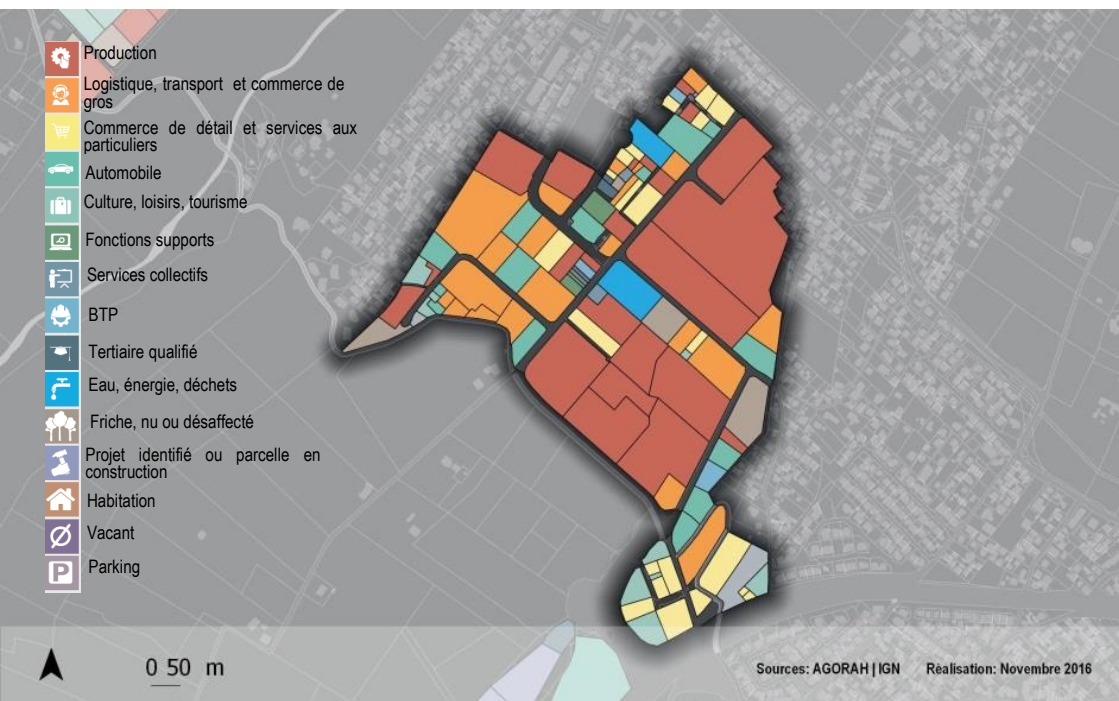 Production
Logistique, transport et commerce de
gros
Commerce de détail et services aux
particuliers
Automobile
Culture, loisirs, tourisme
Fonctions supports
Services collectifs
BTP
Tertiaire qualifié
Eau, énergie, déchets
Friche, nu ou désaffecté
Projet identifié ou parcelle en
construction
Habitation
Vacant
P Parking
0 50 m
Sources: AGORAH | IGN Rèalisation: Novembre 2016